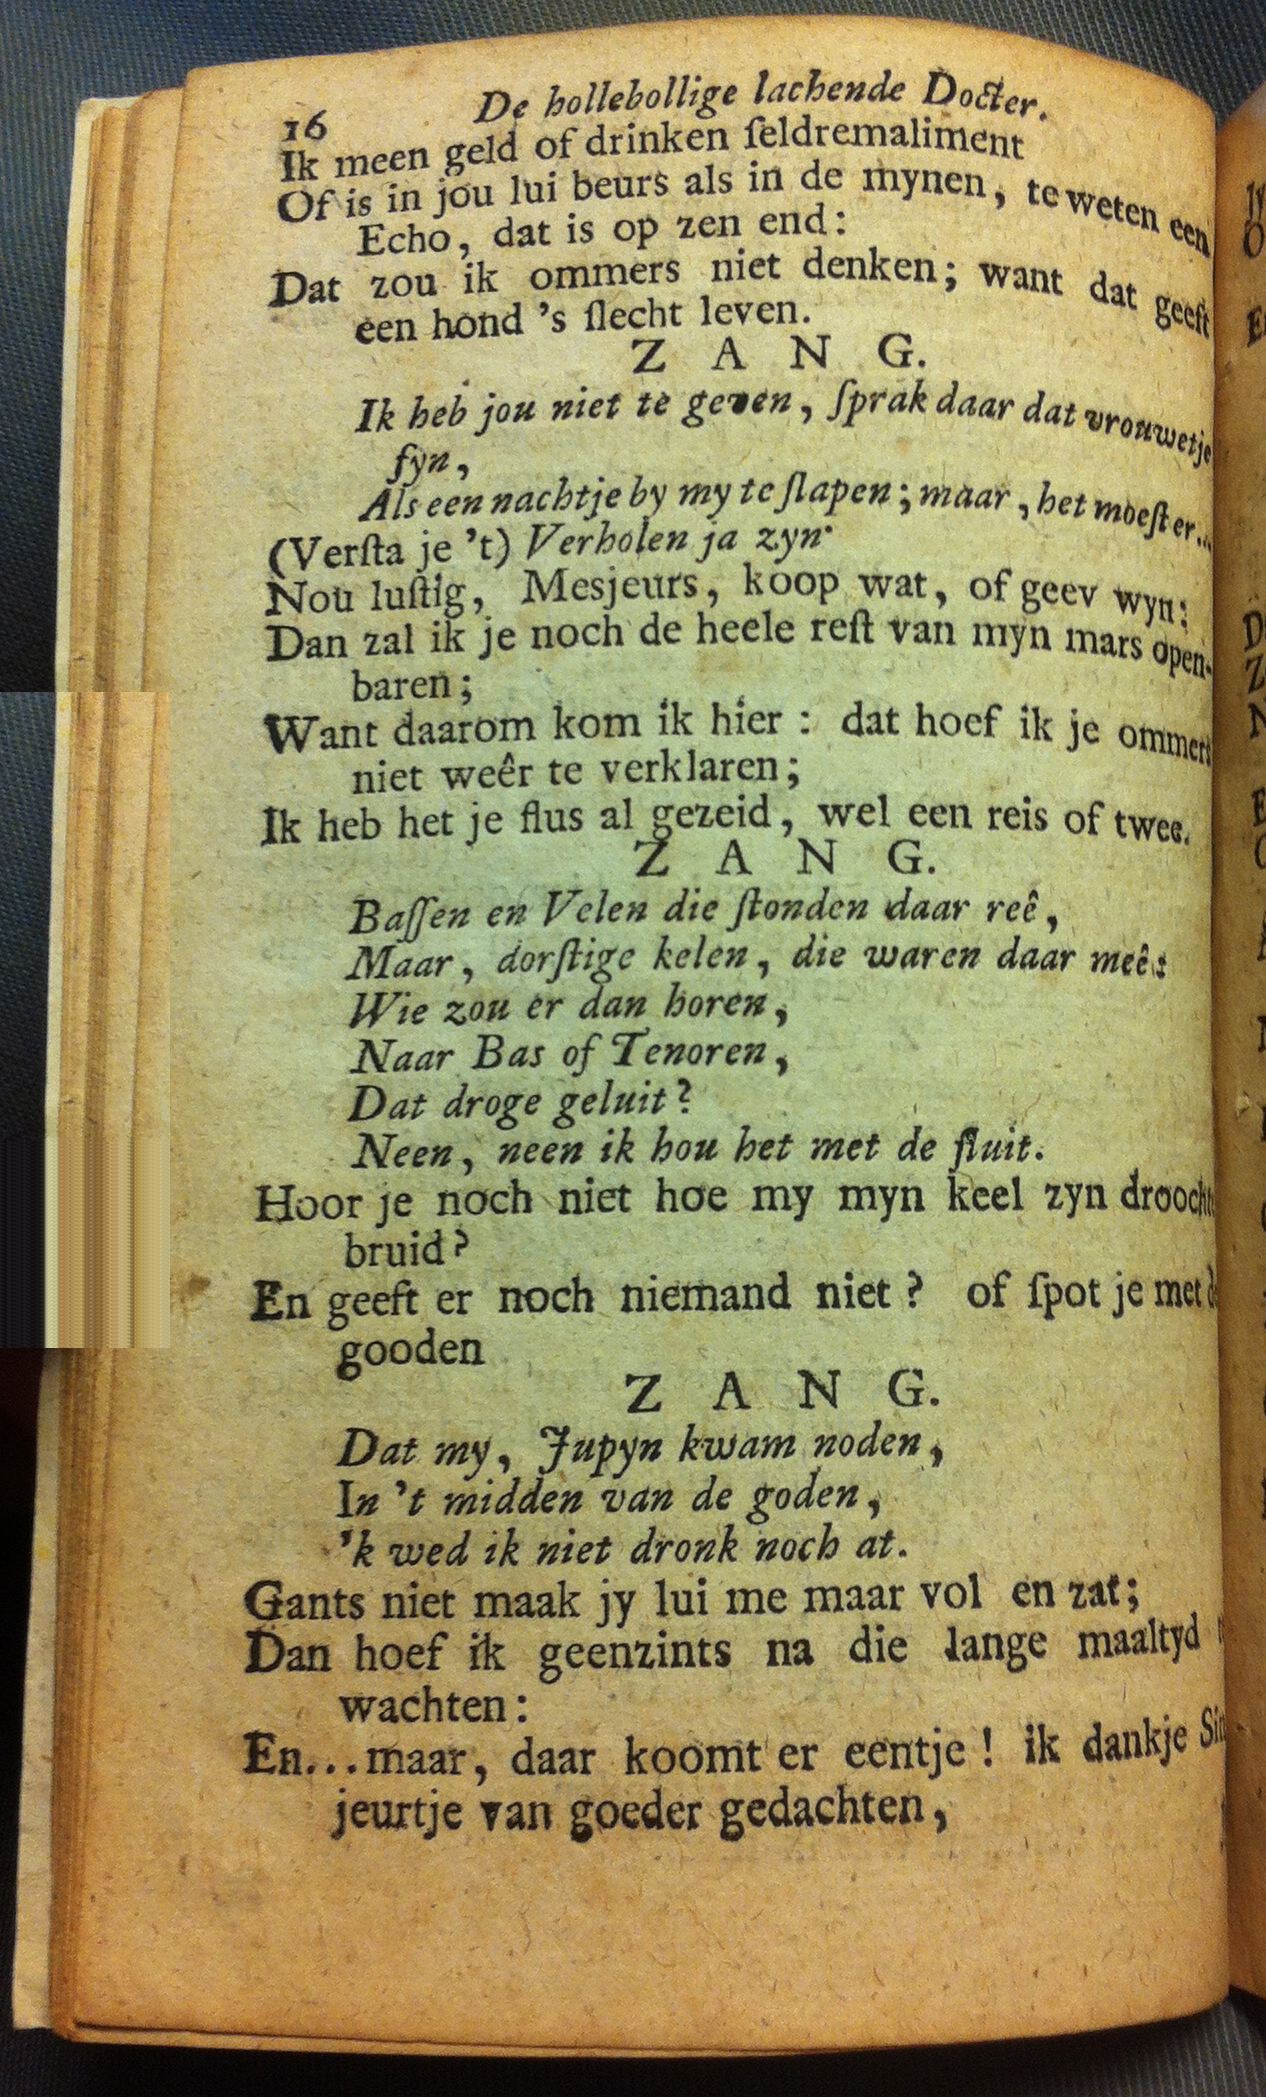 16 De hollebollige lachende Docter.
Ik meen geld of drinken ſeldremaliment
Of is in jou lui beurs als in de mynen, te weten een
Echo, dat is op zen end:
Dat zou ik ommers niet denken; want dat geeft
een hond 's ſlecht leven.
Z A N G.
Ik heb jou niet te geven, ſprak daar dat vrouwetje
fyn,
Als een nachtje by my te ſlapen; maar, het moeſt er...
(Verſta je 't) Verholen ja zyn.
Nou luſtig, Mesjeurs, koop wat, of geev wyn:
Dan zal ik je noch de heele reſt van myn mars open-
baren;
Want daarom kom ik hier: dat hoef ik je ommers
niet weêr te verklaren;
Ik heb het je flus al gezeid, wel een reis of twee.
Z A N G.
Baſſen en Velen die ſtonden daar reê,
Maar, dorſtige kelen, die waren daar meê:
Wie zou er dan horen,
Naar Bas of Tenoren,
Dat droge geluit?
Neen, neen ik hou het met de fluit.
Hoor je noch niet hoe my myn keel zyn droochte
bruid?
En geeft er noch niemand niet? of ſpot je met de
gooden
Z A N G.
Dat my, Jupyn kwam noden,
In 't midden van de goden,
'k wed ik niet dronk noch at.
Gants niet maak jy lui me maar vol en zat;
Dan hoef ik geenzints na die lange maaltyd
wachten:
En...maar, daar koomt er eentje! ik dankje Sin
jeurtje van goeder gedachten,